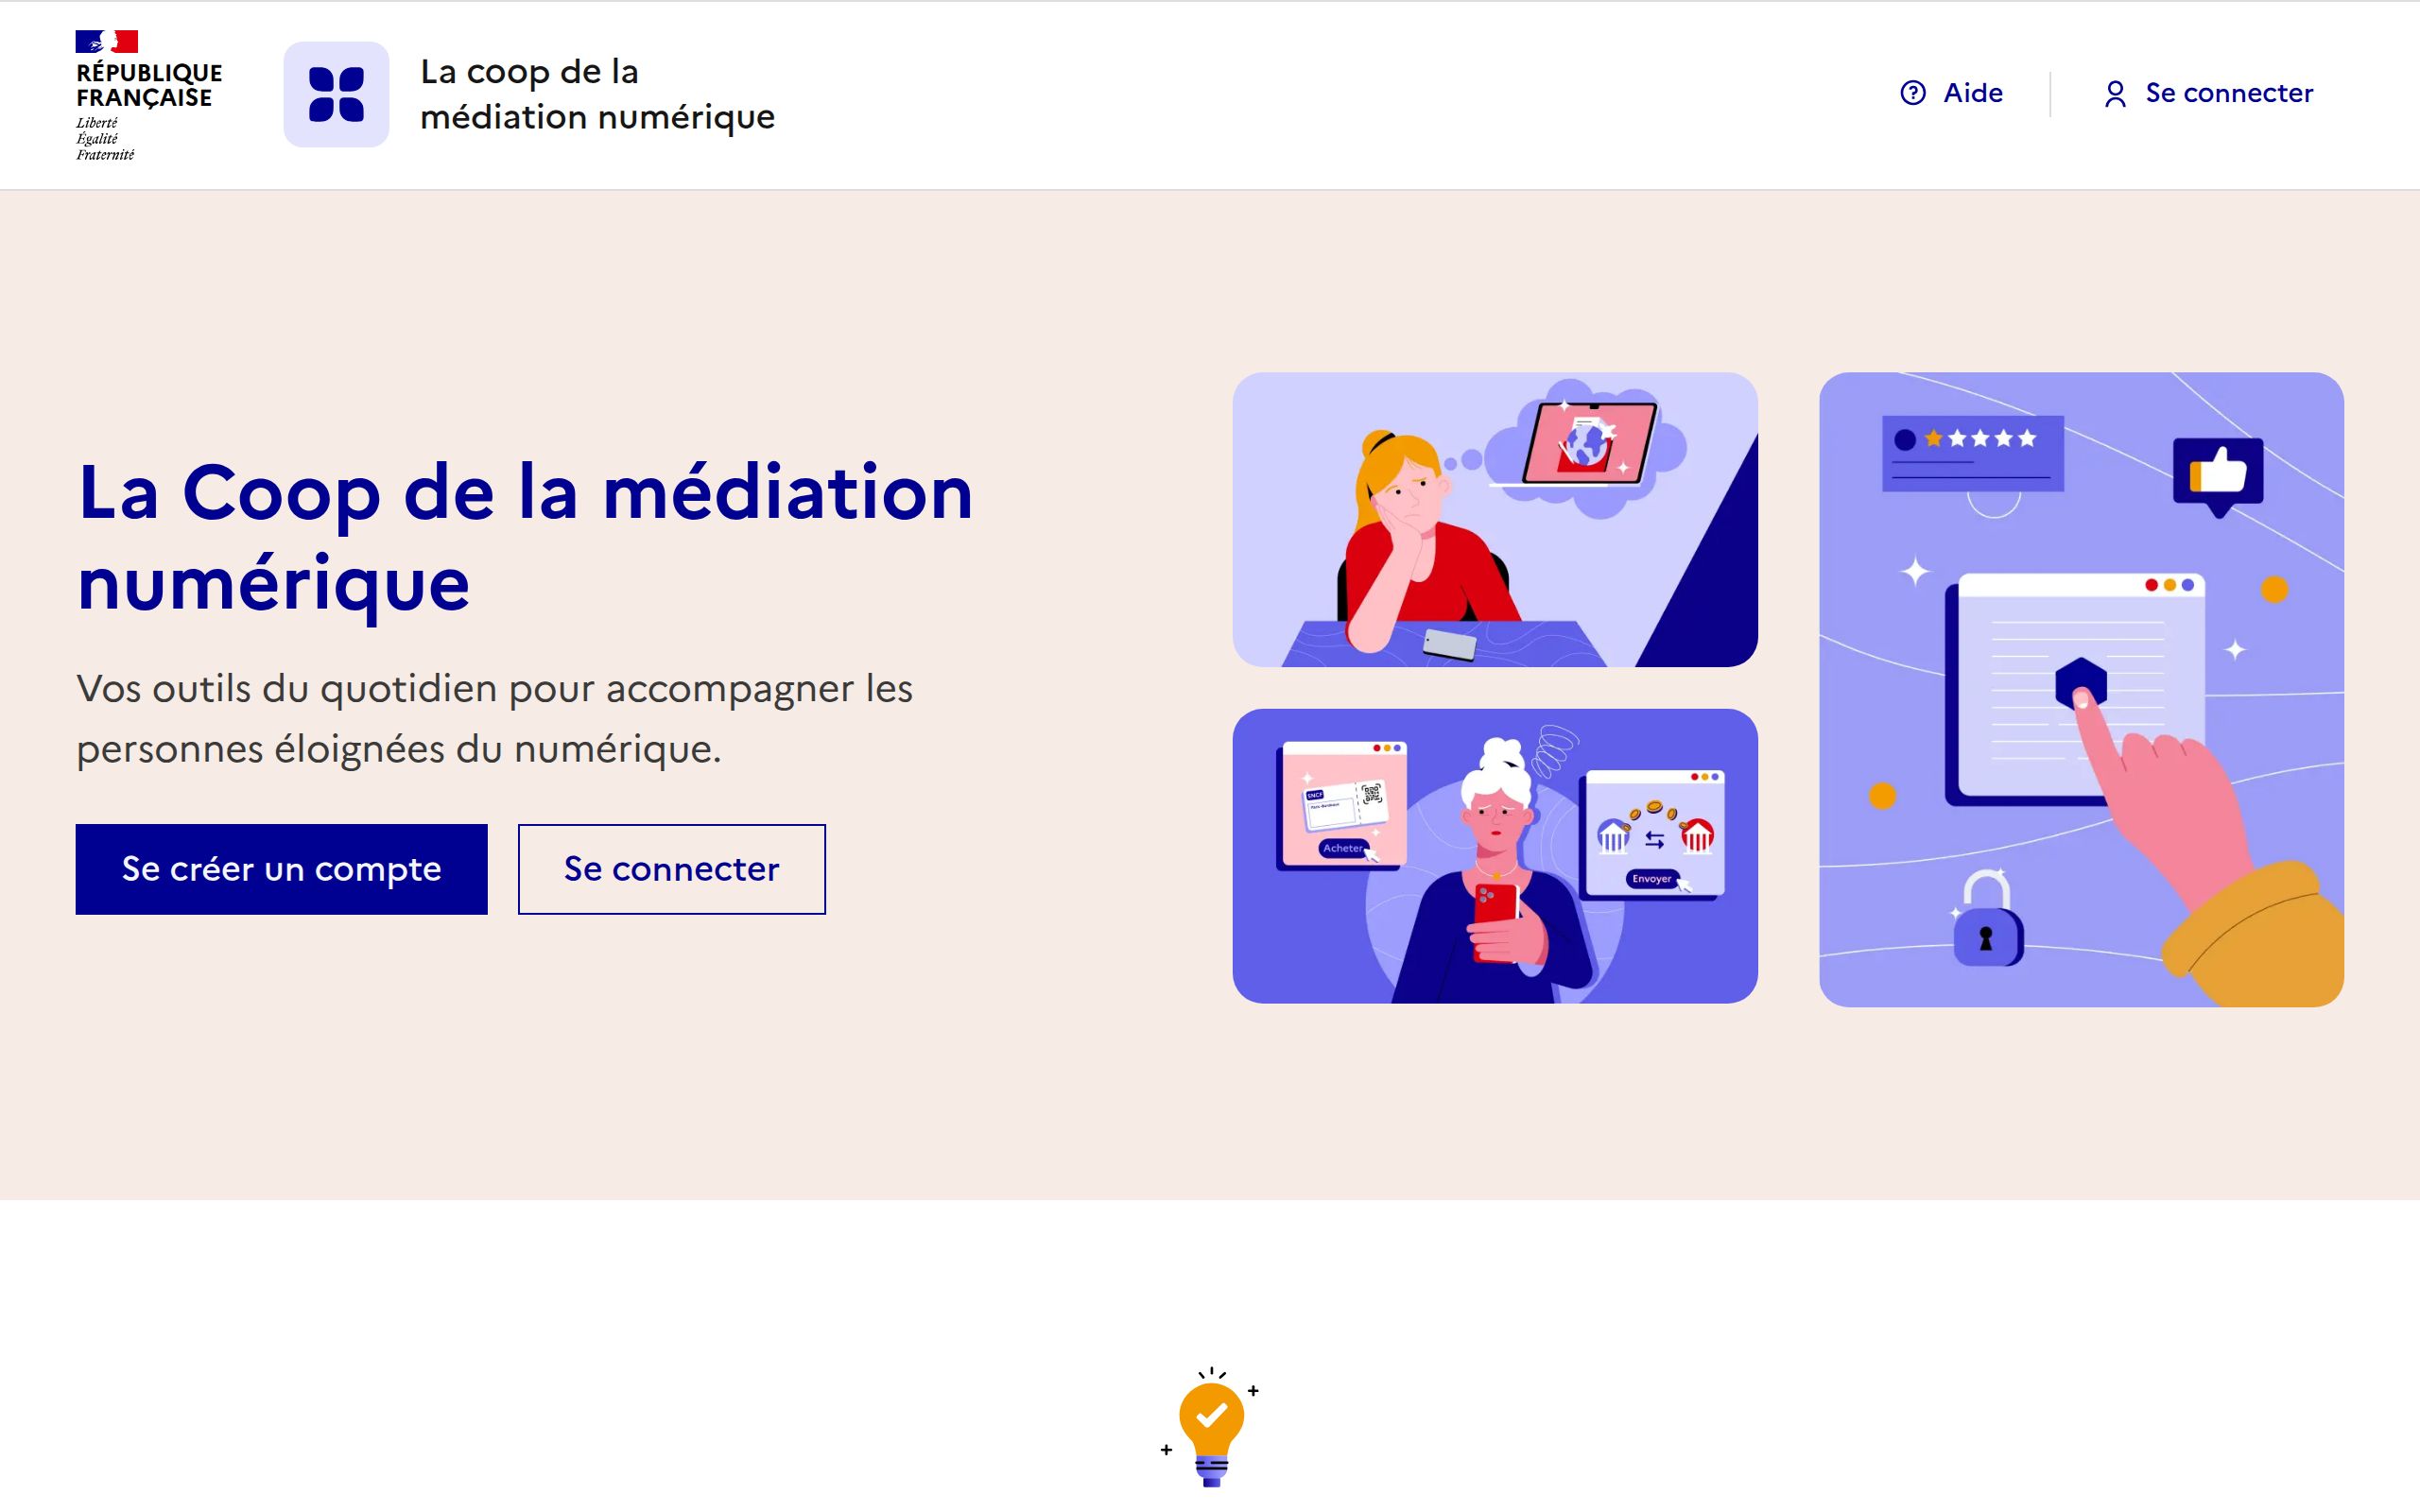 RÉPUBLIQUE
FRANÇAISE
Liberté
Égalité
Fraternité
La coop de la
médiation numérique
Aide
Se connecter
La Coop de la médiation
numérique
Vos outils du quotidien pour accompagner les
personnes éloignées du numérique.
Se créer un compte
Se connecter
Acheter
Envoyer